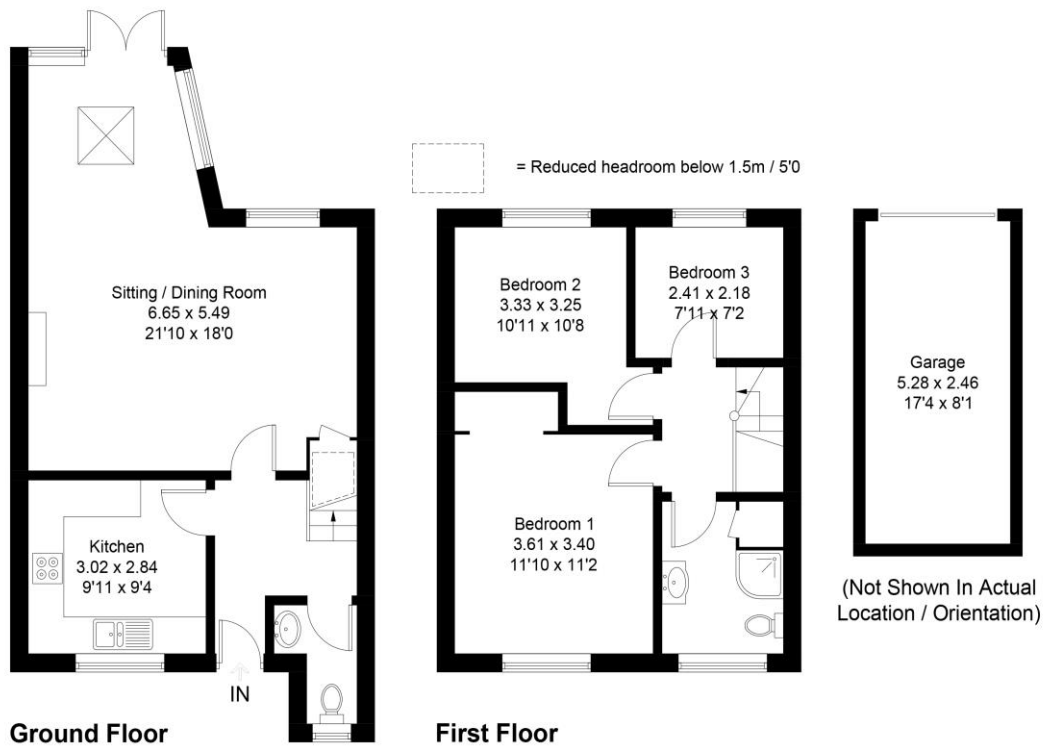 = Reduced headroom below 1.5m / 5'0
Sitting / Dining Room
6.65 x 5.49
21'10 x 18'0
Kitchen
3.02 x 2.84
9'11 x 9'4
IN
Ground Floor
Bedroom 2
3.33 x 3.25
10'11 x 10'8
Bedroom 3
2.41 x 2.18
7'11 x 7'2
Bedroom 1
3.61 x 3.40
11'10 x 11'2
First Floor
Garage
5.28 x 2.46
17'4 x 8'1
(Not Shown In Actual
Location / Orientation)